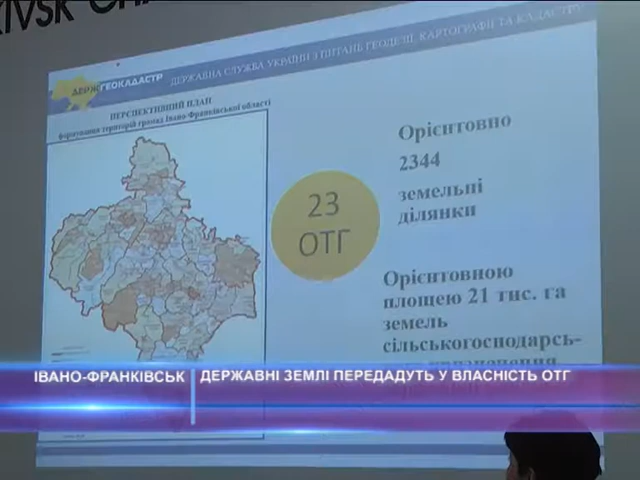 ДЕРЖГЕОКАДАСТР
ДЕРЖАВНА СЛУЖБА УКРАЇНИ З ПИТАНЬ ГЕОДЕЗІЇ, КАРТОГРАФІЇ ТА КАДАСТРУ
ПЕРСПЕКТИВНИЙ ПЛАН
формування територій громад Івано-Франківської області
23
ОТГ
Орієнтовно
2344
земельні
ділянки
Орієнтовною
площею 21 тис. га
земель
сільськогосподарсь-
ІВАНО-ФРАНКІВСЬК
ДЕРЖАВНІ ЗЕМЛІ ПЕРЕДАДУТЬ У ВЛАСНІСТЬ ОТГ